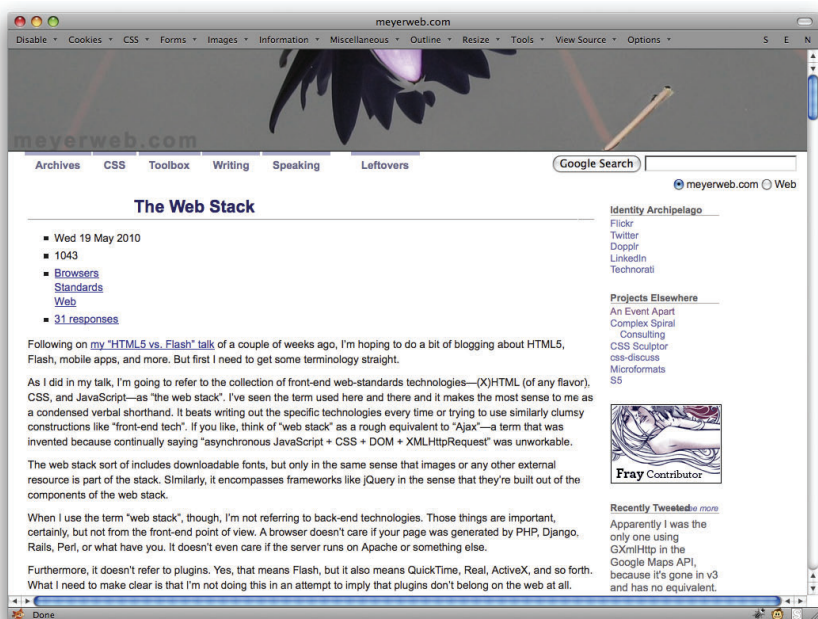 meyerweb.com
Disable Cookies CSS Forms Images Information Miscellaneous Outline Resize Tools View Source Options S E N
meyerweb.com
Archives CSS Toolbox Writing Speaking Leftovers
Google Search
meyerweb.com Web
The Web Stack
Wed 19 May 2010
1043
Browsers
Standards
Web
31 responses
Following on my "HTML5 vs. Flash" talk of a couple of weeks ago, I'm hoping to do a bit of blogging about HTML5,
Flash, mobile apps, and more. But first I need to get some terminology straight.
As I did in my talk, I'm going to refer to the collection of front-end web-standards technologies—(X)HTML (of any flavor),
CSS, and JavaScript—as "the web stack". I've seen the term used here and there and it makes the most sense to me as
a condensed verbal shorthand. It beats writing out the specific technologies every time or trying to use similarly clumsy
constructions like "front-end tech". If you like, think of "web stack" as a rough equivalent to "Ajax"—a term that was
invented because continually saying "asynchronous JavaScript + CSS + DOM + XMLHttpRequest" was unworkable.
The web stack sort of includes downloadable fonts, but only in the same sense that images or any other external
resource is part of the stack. SImilarly, it encompasses frameworks like jQuery in the sense that they're built out of the
components of the web stack.
When I use the term "web stack", though, I'm not referring to back-end technologies. Those things are important,
certainly, but not from the front-end point of view. A browser doesn't care if your page was generated by PHP, Django,
Rails, Perl, or what have you. It doesn't even care if the server runs on Apache or something else.
Furthermore, it doesn't refer to plugins. Yes, that means Flash, but it also means QuickTime, Real, ActiveX, and so forth.
What I need to make clear is that I'm not doing this in an attempt to imply that plugins don't belong on the web at all.
Identity Archipelago
Flickr
Twitter
Dopplr
LinkedIn
Technorati
Projects Elsewhere
An Event Apart
Complex Spiral
Consulting
CSS Sculptor
css-discuss
Microformats
S5
Fray Contributor
Recently Tweeted see more
Apparently I was the
only one using
GXmlHttp in the
Google Maps API,
because it's gone in v3
and has no equivalent.
Done